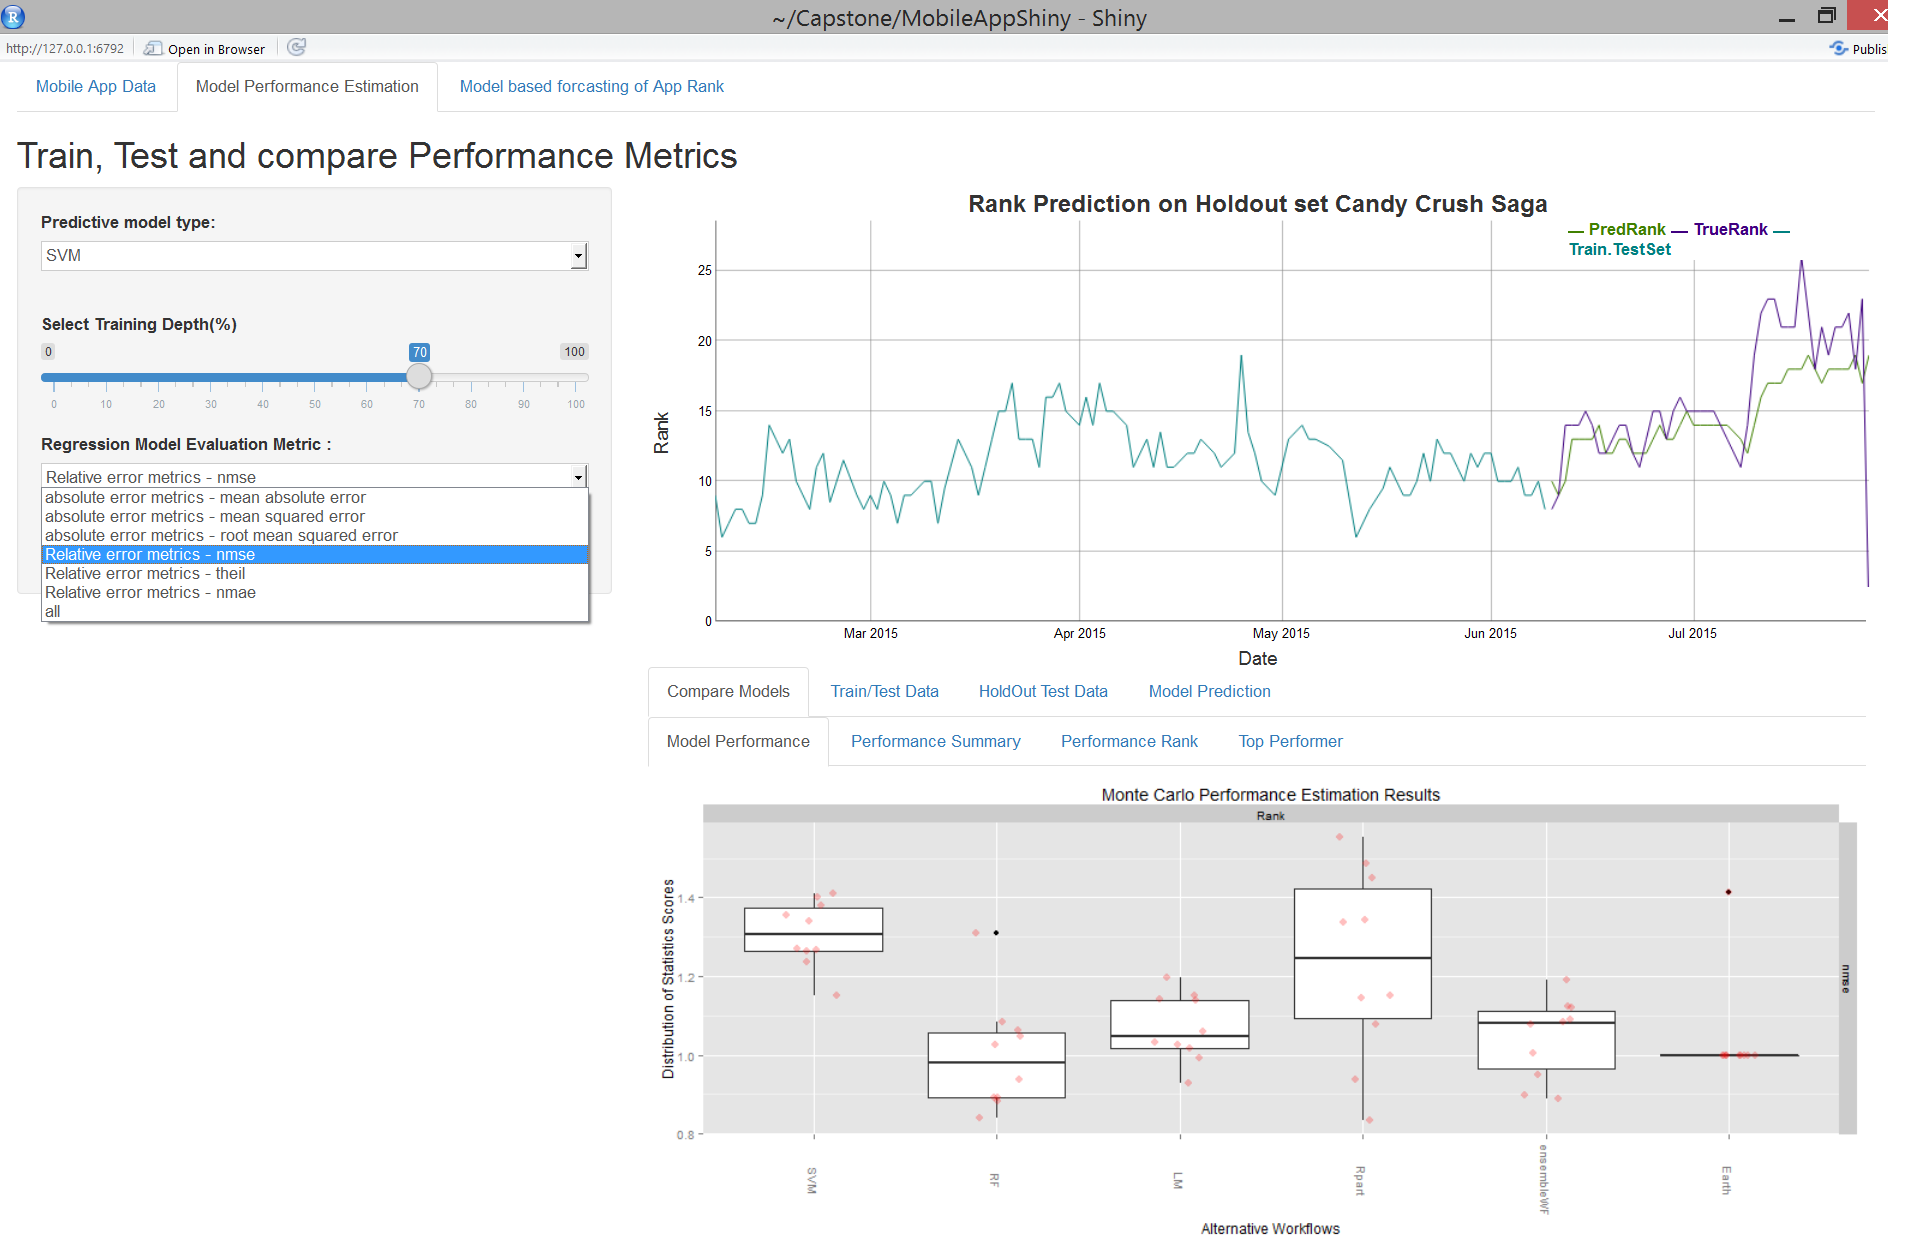 ~/Capstone/MobileAppShiny - Shiny
http://127.0.0.1:6792
Open in Browser
Publis
Mobile App Data
Model Performance Estimation
Model based forcasting of App Rank
Train, Test and compare Performance Metrics
Predictive model type:
SVM
Select Training Depth(%)
0
70
100
0 10 20 30 40 50 60 70 80 90 100
Regression Model Evaluation Metric :
Relative error metrics - nmse
absolute error metrics - mean absolute error
absolute error metrics - mean squared error
absolute error metrics - root mean squared error
Relative error metrics - nmse
Relative error metrics - theil
Relative error metrics - nmae
all
Rank Prediction on Holdout set Candy Crush Saga
PredRank TrueRank
Train.TestSet
25
20
15
10
5
0
Rank
Mar 2015 Apr 2015 May 2015 Jun 2015 Jul 2015
Date
Compare Models
Train/Test Data
HoldOut Test Data
Model Prediction
Model Performance
Performance Summary
Performance Rank
Top Performer
Monte Carlo Performance Estimation Results
Rank
Distribution of Statistics Scores
1.4
1.2
1.0
0.8
nmse
SVM
RF
LM
Rpart
ensembleWF
Earth
Alternative Workflows